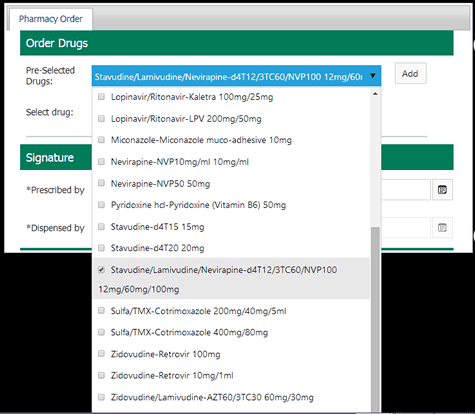 Pharmacy Order
Order Drugs
Pre-Selected
Drugs:
Stavudine/Lamivudine/Nevirapine-d4T12/3TC60/NVP100 12mg/60m
Add
Select drug:
Lopinavir/Ritonavir-Kaletra 100mg/25mg
Lopinavir/Ritonavir-LPV 200mg/50mg
Miconazole-Miconazole muco-adhesive 10mg
Signature
Nevirapine-NVP10mg/ml 10mg/ml
*Prescribed by
Nevirapine-NVP50 50mg
Pyridoxine hcl-Pyridoxine (Vitamin B6) 50mg
*Dispensed by
Stavudine-d4T15 15mg
Stavudine-d4T20 20mg
Stavudine/Lamivudine/Nevirapine-d4T12/3TC60/NVP100
12mg/60mg/100mg
Sulfa/TMX-Cotrimoxazole 200mg/40mg/5ml
Sulfa/TMX-Cotrimoxazole 400mg/80mg
Zidovudine-Retrovir 100mg
Zidovudine-Retrovir 10mg/1ml
Zidovudine/Lamivudine-AZT60/3TC30 60mg/30mg